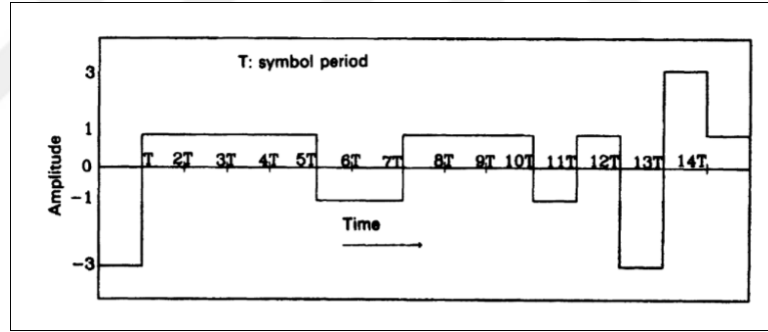 T: symbol period
3
1
0
-1
-3
Amplitude
T 2T 3T 4T 5T 6T 7T 8T 9T 10T 11T 12T 13T 14T
Time